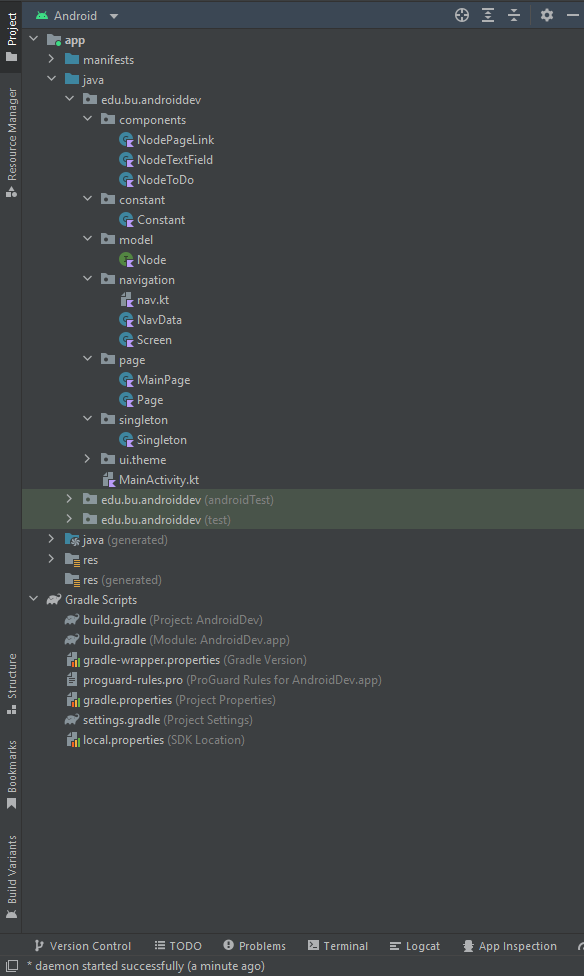 Android
Project
Resource Manager
app
manifests
java
edu.bu.androiddev
components
NodePageLink
NodeTextField
NodeToDo
constant
Constant
model
Node
navigation
nav.kt
NavData
Screen
page
MainPage
Page
singleton
Singleton
ui.theme
MainActivity.kt
edu.bu.androiddev (androidTest)
edu.bu.androiddev (test)
java (generated)
res
res (generated)
Gradle Scripts
build.gradle (Project: AndroidDev)
build.gradle (Module: AndroidDev.app)
gradle-wrapper.properties (Gradle Version)
proguard-rules.pro (ProGuard Rules for AndroidDev.app)
gradle.properties (Project Properties)
settings.gradle (Project Settings)
local.properties (SDK Location)
Structure
Bookmarks
Build Variants
Version Control TODO Problems Terminal Logcat App Inspection
* daemon started successfully (a minute ago)